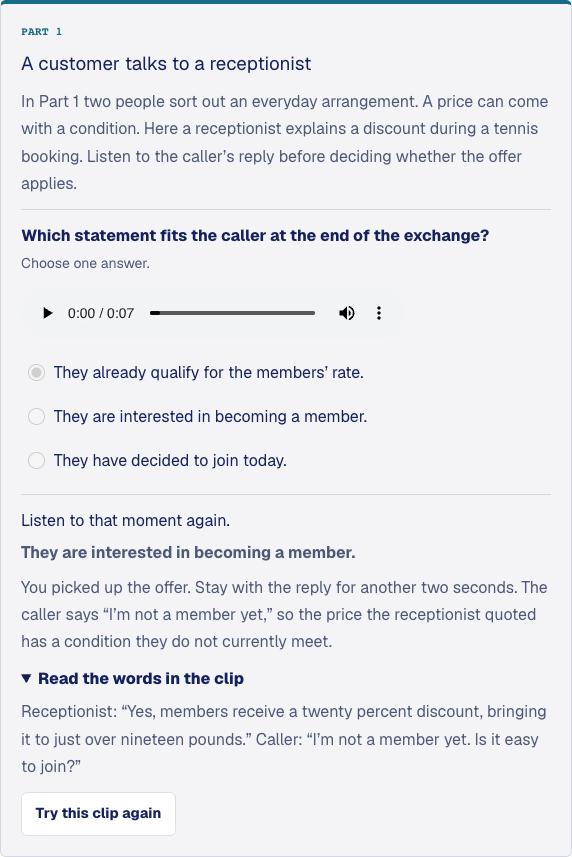 PART 1
A customer talks to a receptionist
In Part 1 two people sort out an everyday arrangement. A price can come
with a condition. Here a receptionist explains a discount during a tennis
booking. Listen to the caller’s reply before deciding whether the offer
applies.
Which statement fits the caller at the end of the exchange?
Choose one answer.
0:00 / 0:07
They already qualify for the members’ rate.
They are interested in becoming a member.
They have decided to join today.
Listen to that moment again.
They are interested in becoming a member.
You picked up the offer. Stay with the reply for another two seconds. The
caller says “I’m not a member yet,” so the price the receptionist quoted
has a condition they do not currently meet.
Read the words in the clip
Receptionist: “Yes, members receive a twenty percent discount, bringing
it to just over nineteen pounds.” Caller: “I’m not a member yet. Is it easy
to join?”
Try this clip again